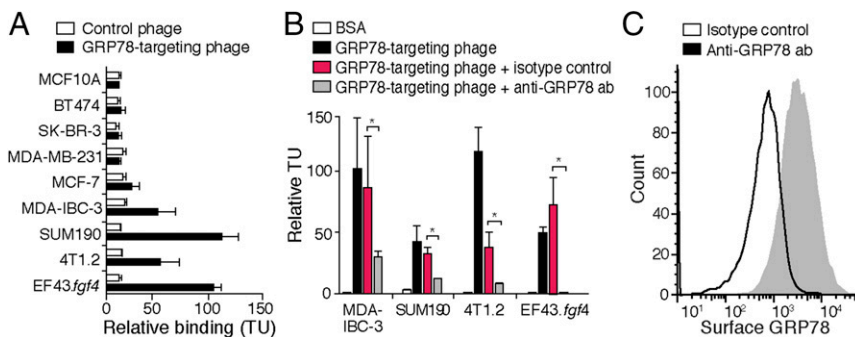 A
Control phage
GRP78-targeting phage
MCF10A
BT474
SK-BR-3
MDA-MB-231
MCF-7
MDA-IBC-3
SUM190
4T1.2
EF43.fgf4
0 50 100 150
Relative binding (TU)
B
BSA
GRP78-targeting phage
GRP78-targeting phage + isotype control
GRP78-targeting phage + anti-GRP78 ab
Relative TU
150
100
50
0
* * * *
MDA-
IBC-3
SUM190
4T1.2
EF43.fgf4
C
Isotype control
Anti-GRP78 ab
Count
100
80
60
40
20
0
10¹ 10² 10³ 10⁴
Surface GRP78